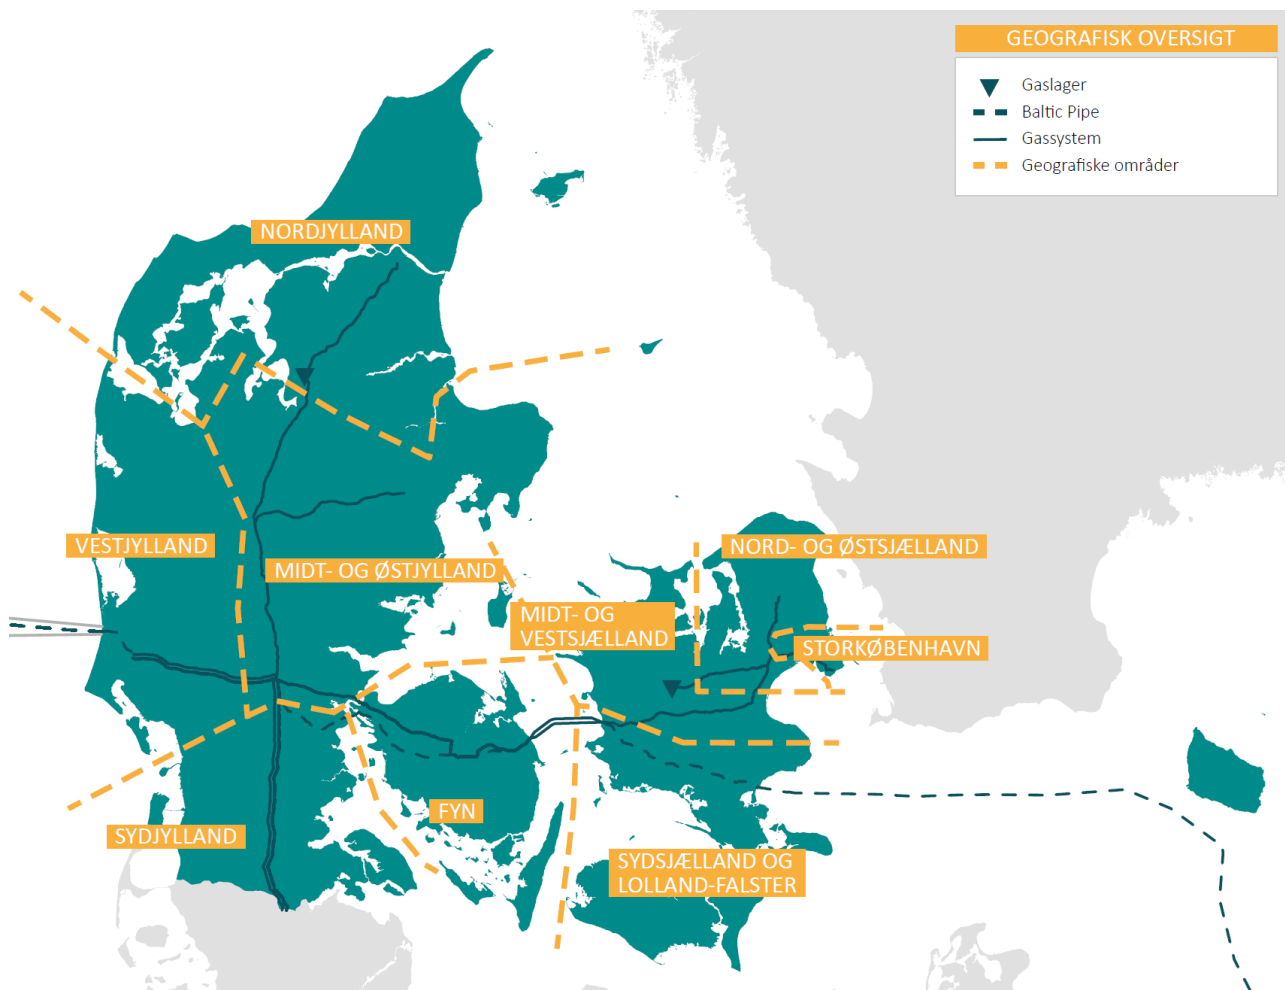 GEOGRAFISK OVERSIGT
Gaslager
Baltic Pipe
Gassystem
Geografiske områder
NORDJYLLAND
VESTJYLLAND
MIDT- OG ØSTJYLLAND
NORD- OG ØSTSJÆLLAND
MIDT- OG
VESTSJÆLLAND
STORKØBENHAVN
FYN
SYDJYLLAND
SYDSJÆLLAND OG
LOLLAND-FALSTER